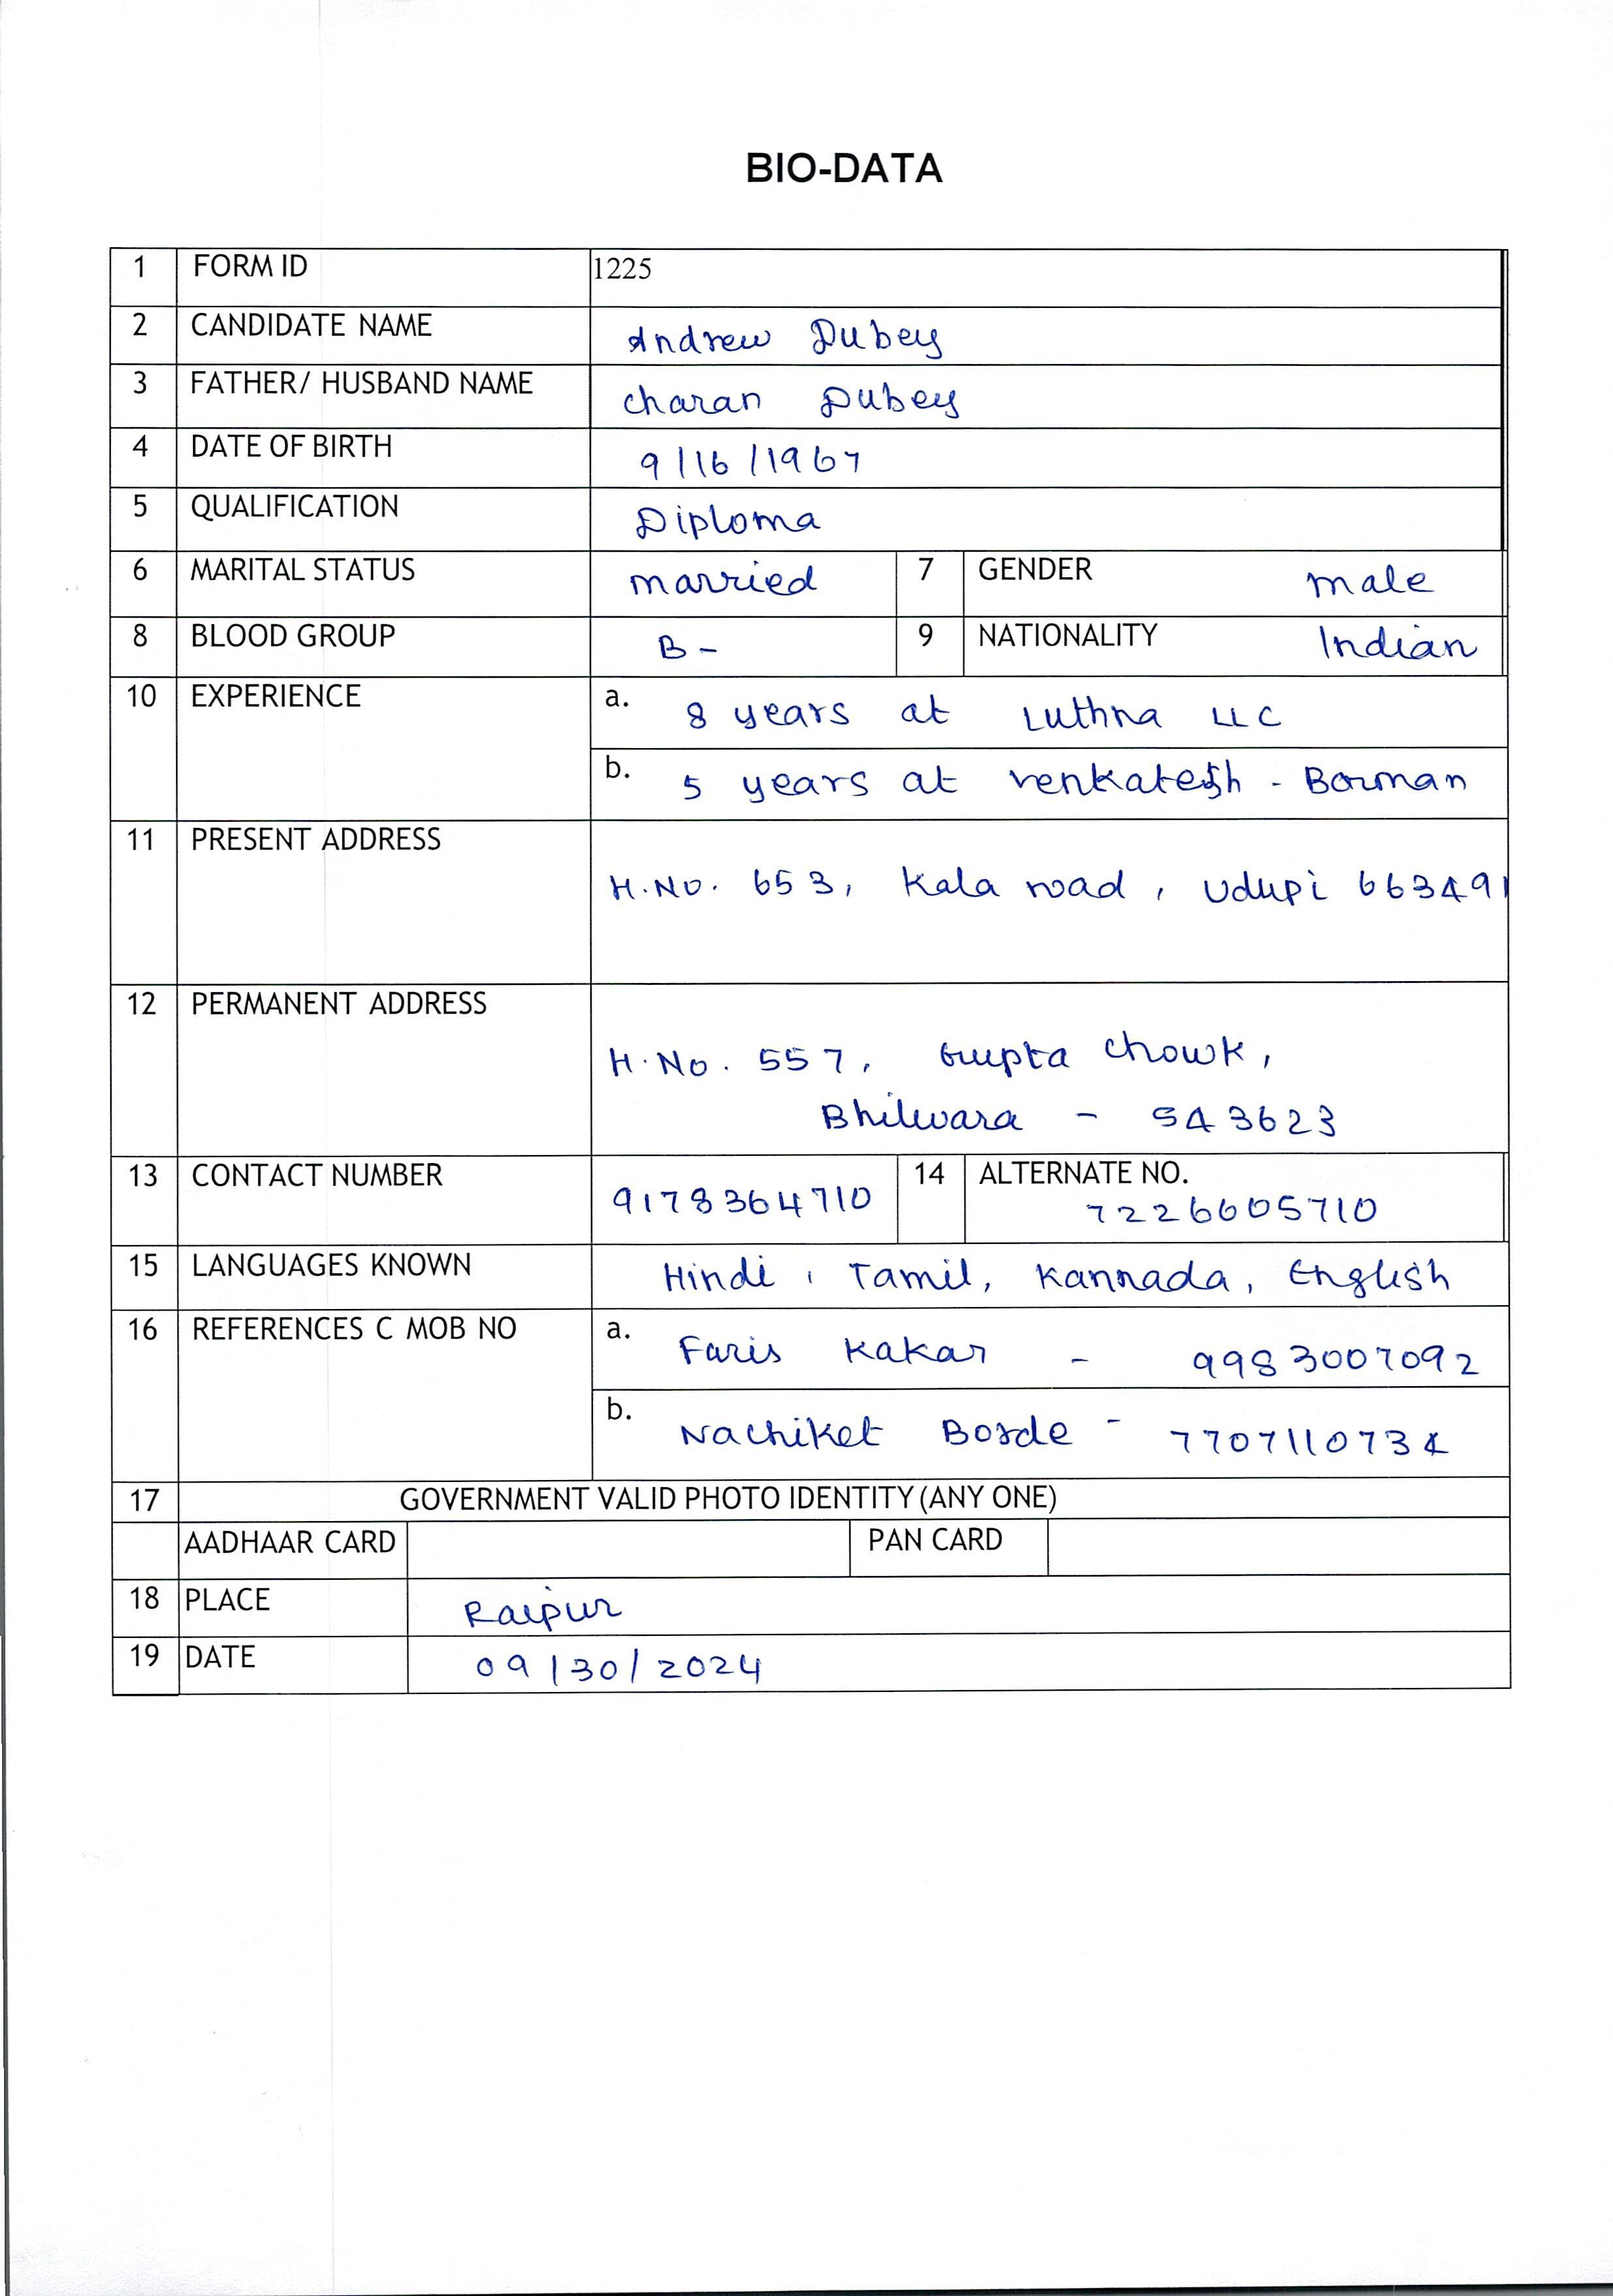 BIO-DATA
1 FORM ID 1225
2 CANDIDATE NAME Andrew Dubey
3 FATHER/ HUSBAND NAME charan Dubey
4 DATE OF BIRTH 9/16/1967
5 QUALIFICATION Diploma
6 MARITAL STATUS married 7 GENDER male
8 BLOOD GROUP B- 9 NATIONALITY Indian
10 EXPERIENCE a. 8 years at Luthra LLC
b. 5 years at Venkatesh - Borman
11 PRESENT ADDRESS
H.No. 653, Kala road, Udupi 663491
12 PERMANENT ADDRESS
H.No. 557, Gupta Chowk,
Bhilwara - 543623
13 CONTACT NUMBER 9178364710 14 ALTERNATE NO.
7226605710
15 LANGUAGES KNOWN Hindi, Tamil, Kannada, English
16 REFERENCES C MOB NO a. Faris Kakar - 9983007092
b. Nachiket Borde - 7707110734
17 GOVERNMENT VALID PHOTO IDENTITY (ANY ONE)
AADHAAR CARD PAN CARD
18 PLACE Raipur
19 DATE 09/30/2024